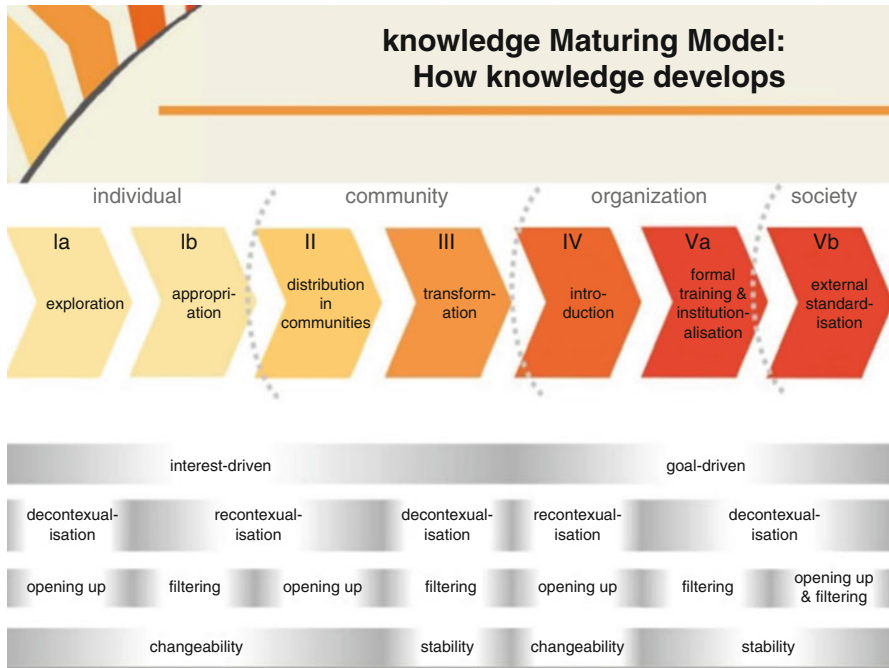 knowledge Maturing Model:
How knowledge develops
individual
community
organization
society
Ia
exploration
Ib
appropri-
ation
II
distribution
in
communities
III
transform-
ation
IV
intro-
duction
Va
formal
training &
institution-
alisation
Vb
external
standard-
isation
interest-driven
goal-driven
decontexual-
isation
recontexual-
isation
decontexual-
isation
recontexual-
isation
decontexual-
isation
opening up
filtering
opening up
filtering
opening up
filtering
opening up
& filtering
changeability
stability
changeability
stability